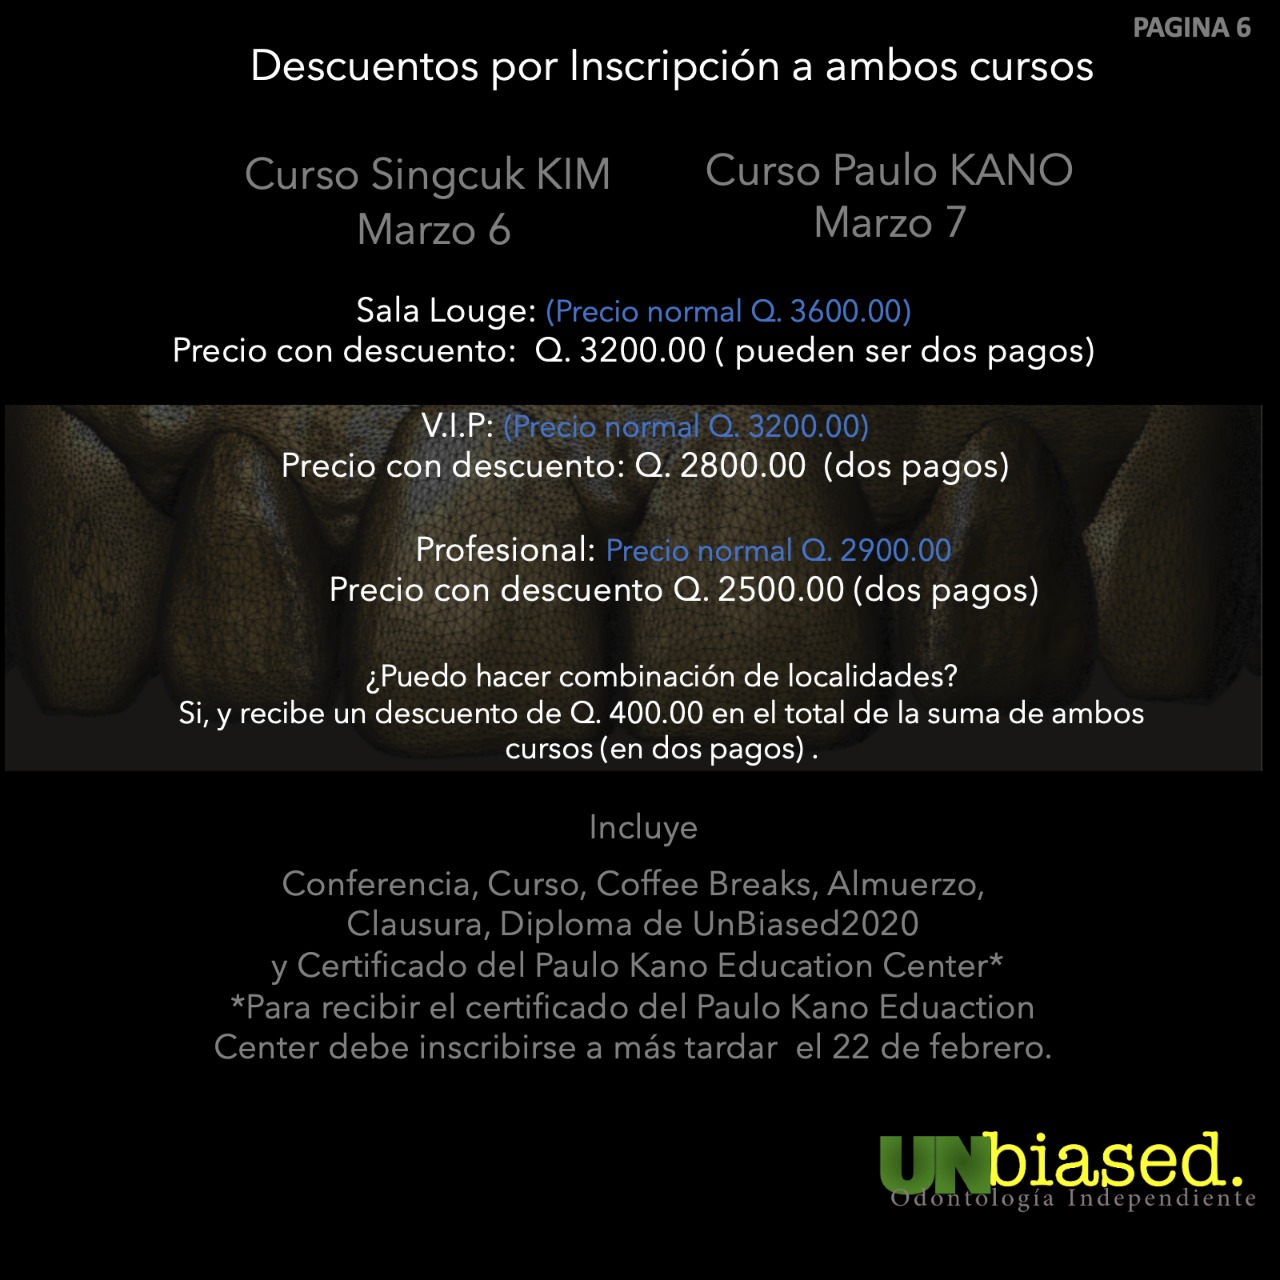 PAGINA 6
Descuentos por Inscripción a ambos cursos
Curso Singcuk KIM
Marzo 6
Curso Paulo KANO
Marzo 7
Sala Louge: (Precio normal Q. 3600.00)
Precio con descuento:  Q. 3200.00 ( pueden ser dos pagos)
V.I.P: (Precio normal Q. 3200.00)
Precio con descuento: Q. 2800.00  (dos pagos)
Profesional: Precio normal Q. 2900.00
Precio con descuento Q. 2500.00 (dos pagos)
¿Puedo hacer combinación de localidades?
Si, y recibe un descuento de Q. 400.00 en el total de la suma de ambos
cursos (en dos pagos) .
Incluye
Conferencia, Curso, Coffee Breaks, Almuerzo,
Clausura, Diploma de UnBiased2020
y Certificado del Paulo Kano Education Center*
*Para recibir el certificado del Paulo Kano Eduaction
Center debe inscribirse a más tardar  el 22 de febrero.
UNbiased.
Odontología Independiente